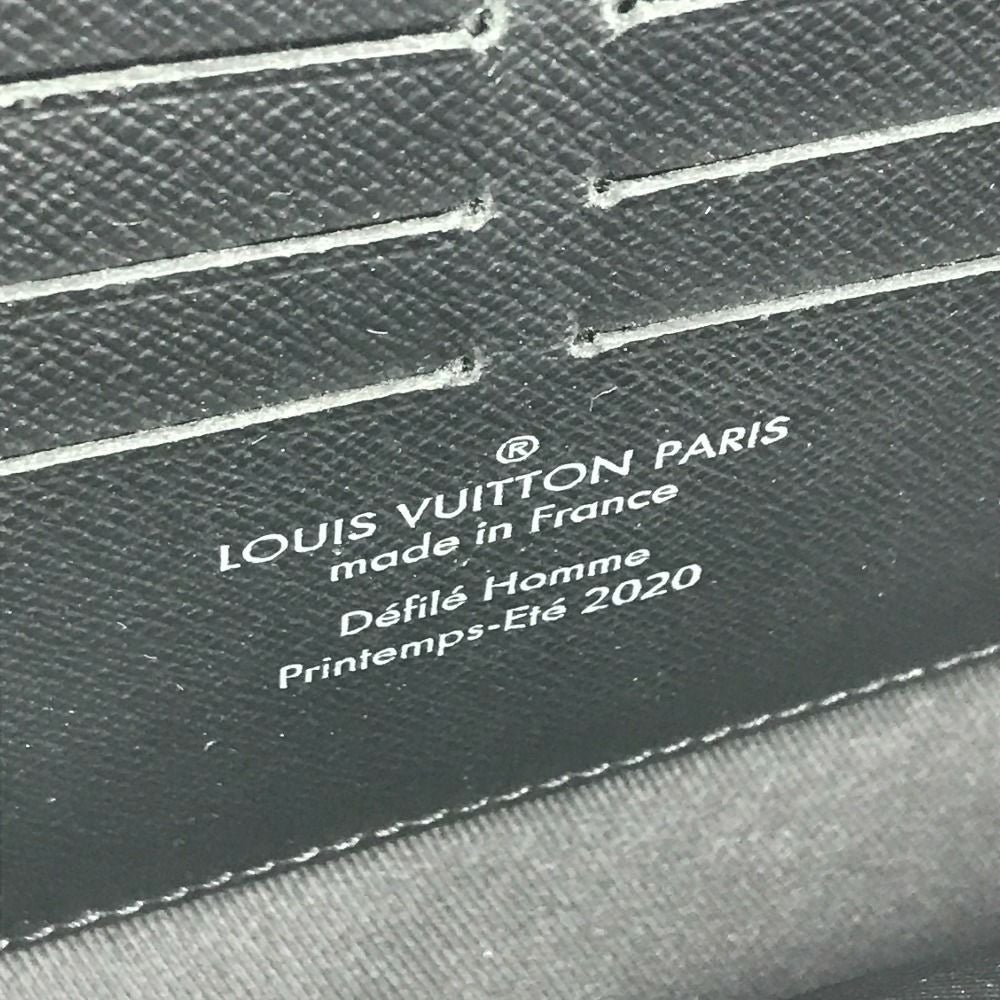 ®
LOUIS VUITTON PARIS
made in France
Défilé Homme
Printemps-Eté 2020